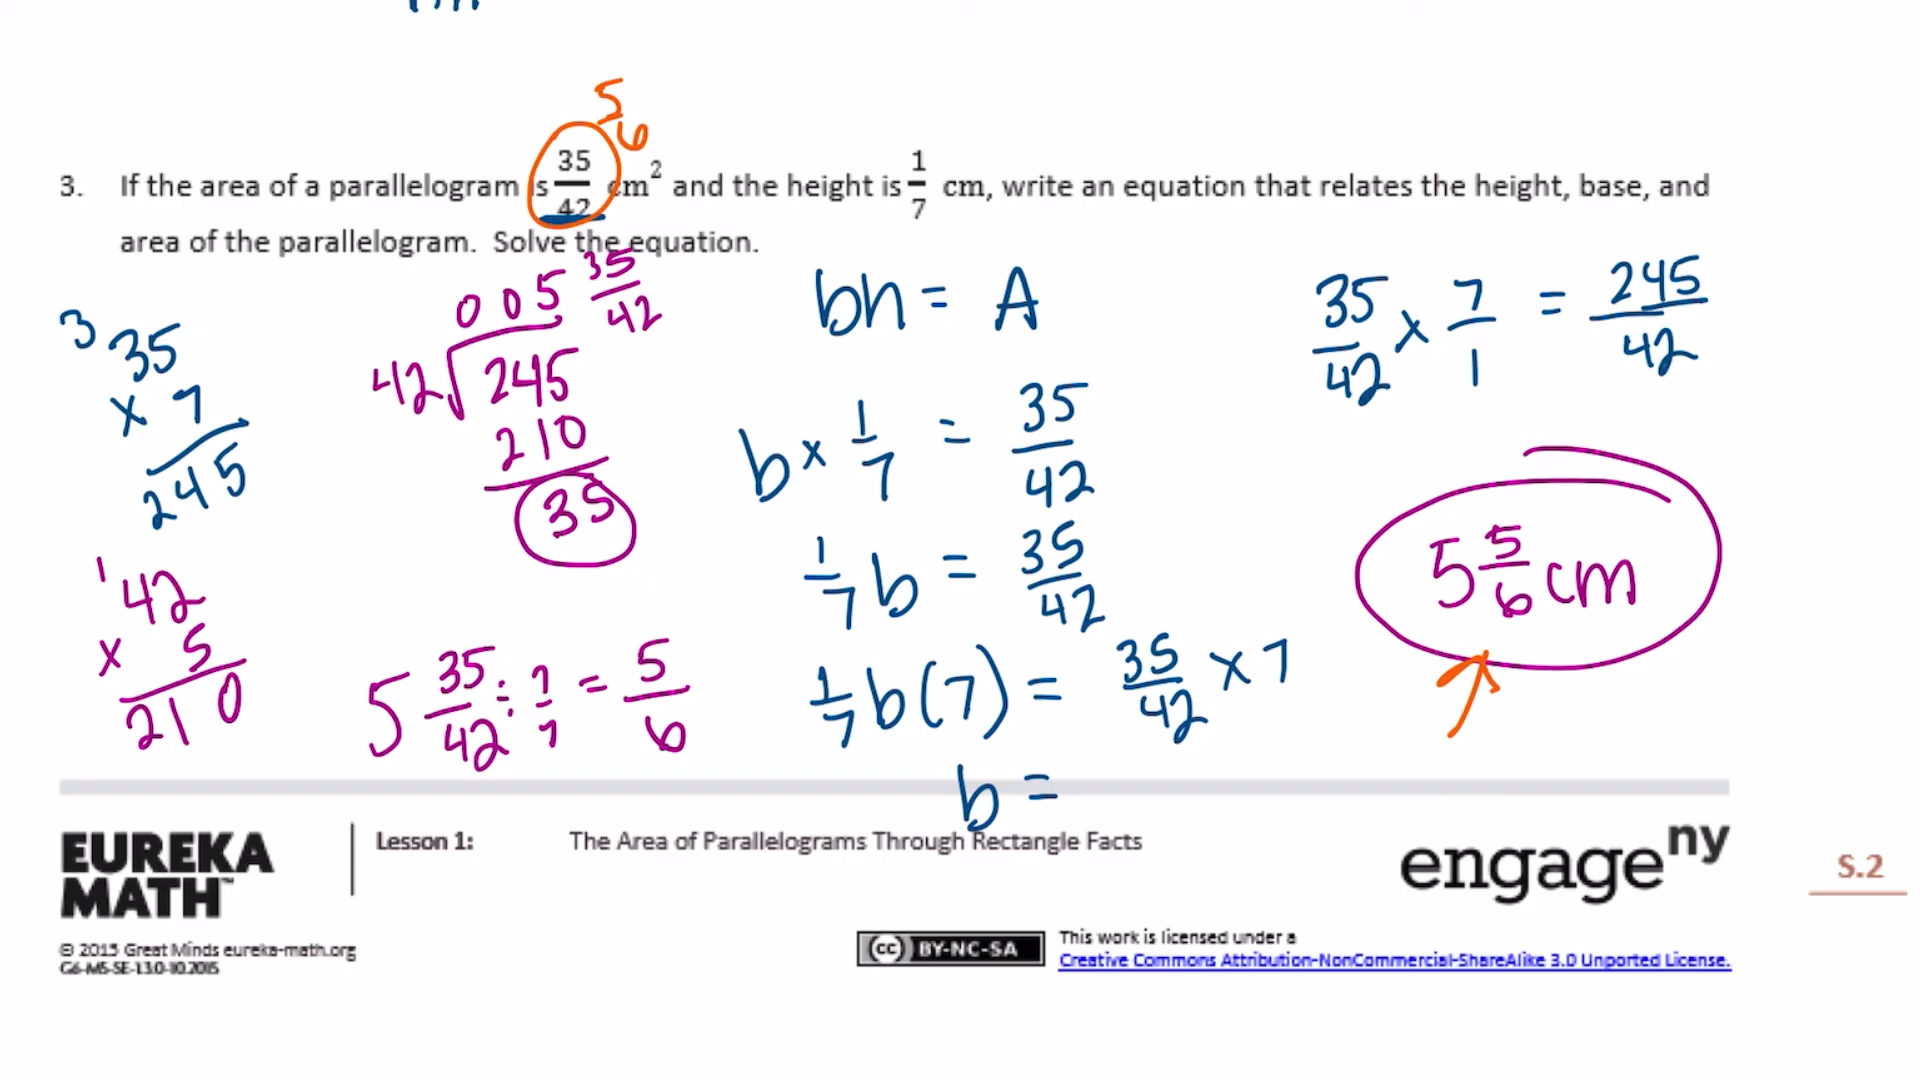 5/6
3. If the area of a parallelogram is 35/42 cm² and the height is 1/7 cm, write an equation that relates the height, base, and
area of the parallelogram. Solve the equation.
3
35
x 7
245
1
42
x 5
210
005 35/42
42√245
210
35
5 35/42 ÷ 7/7 = 5/6
bh = A
b x 1/7 = 35/42
1/7 b = 35/42
1/7 b (7) = 35/42 x 7
b =
35/42 x 7/1 = 245/42
5 5/6 cm
EUREKA
MATH™
Lesson 1: The Area of Parallelograms Through Rectangle Facts
engage ny
S.2
© 2015 Great Minds eureka-math.org
G6-M5-SE-1.3.0-10.2015
cc BY-NC-SA
This work is licensed under a
Creative Commons Attribution-NonCommercial-ShareAlike 3.0 Unported License.